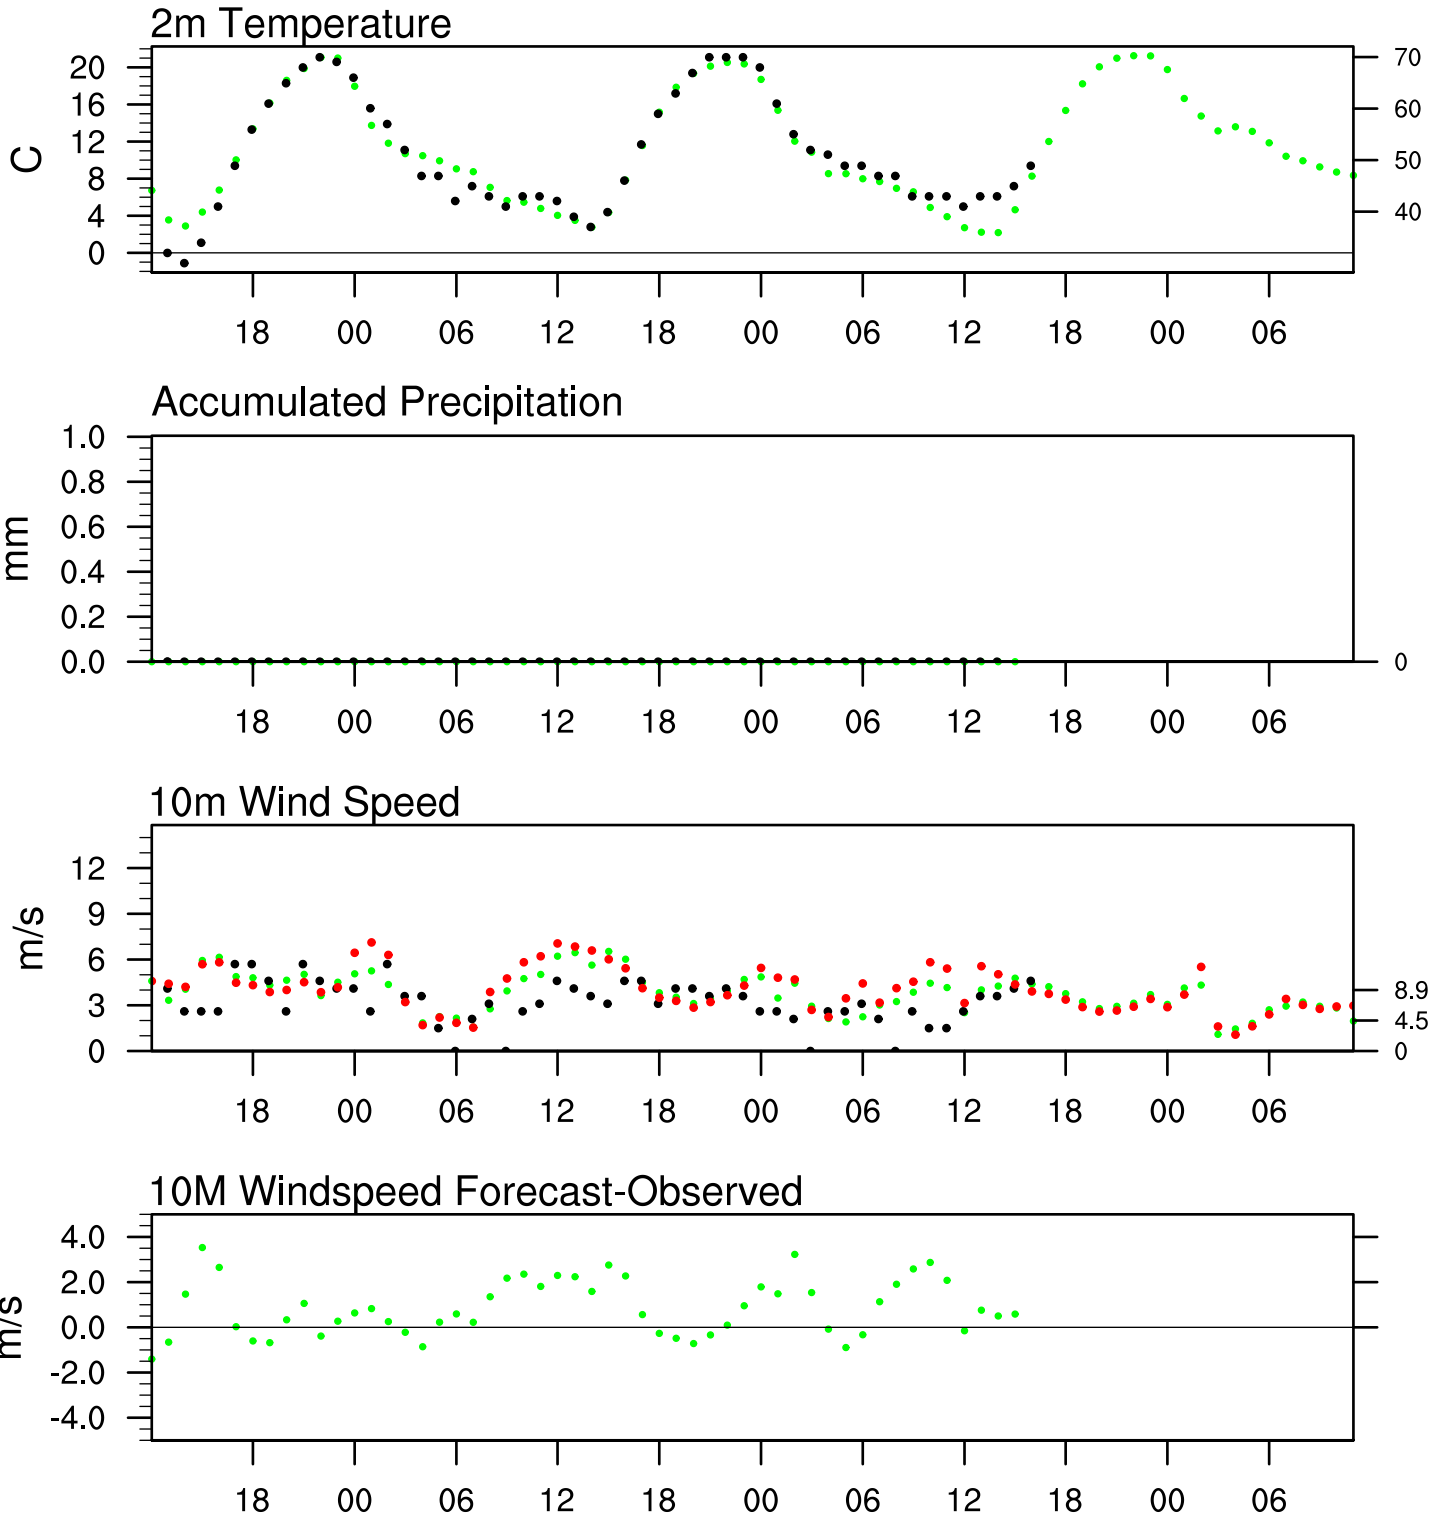 2m Temperature
20
16
12
8
4
0
C
70
60
50
40
18 00 06 12 18 00 06 12 18 00 06
Accumulated Precipitation
1.0
0.8
0.6
0.4
0.2
0.0
mm
0
18 00 06 12 18 00 06 12 18 00 06
10m Wind Speed
12
9
6
3
0
m/s
8.9
4.5
0
18 00 06 12 18 00 06 12 18 00 06
10M Windspeed Forecast-Observed
4.0
2.0
0.0
-2.0
-4.0
m/s
18 00 06 12 18 00 06 12 18 00 06